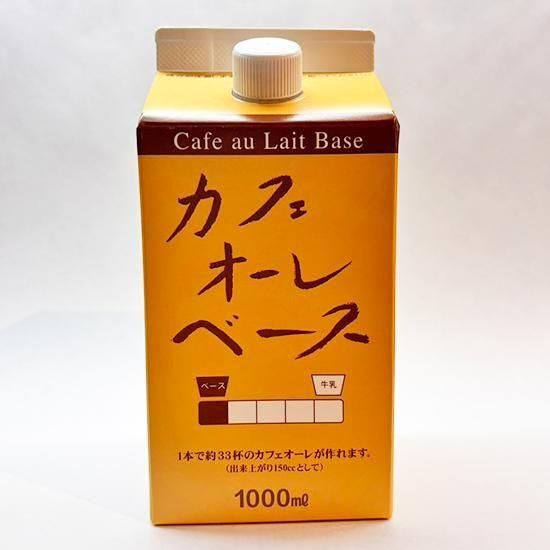 Cafe au Lait Base
カフェ
オーレ
ベース
ベース 牛乳
1本で約33杯のカフェオーレが作れます。
(出来上がり150ccとして)
1000mℓ